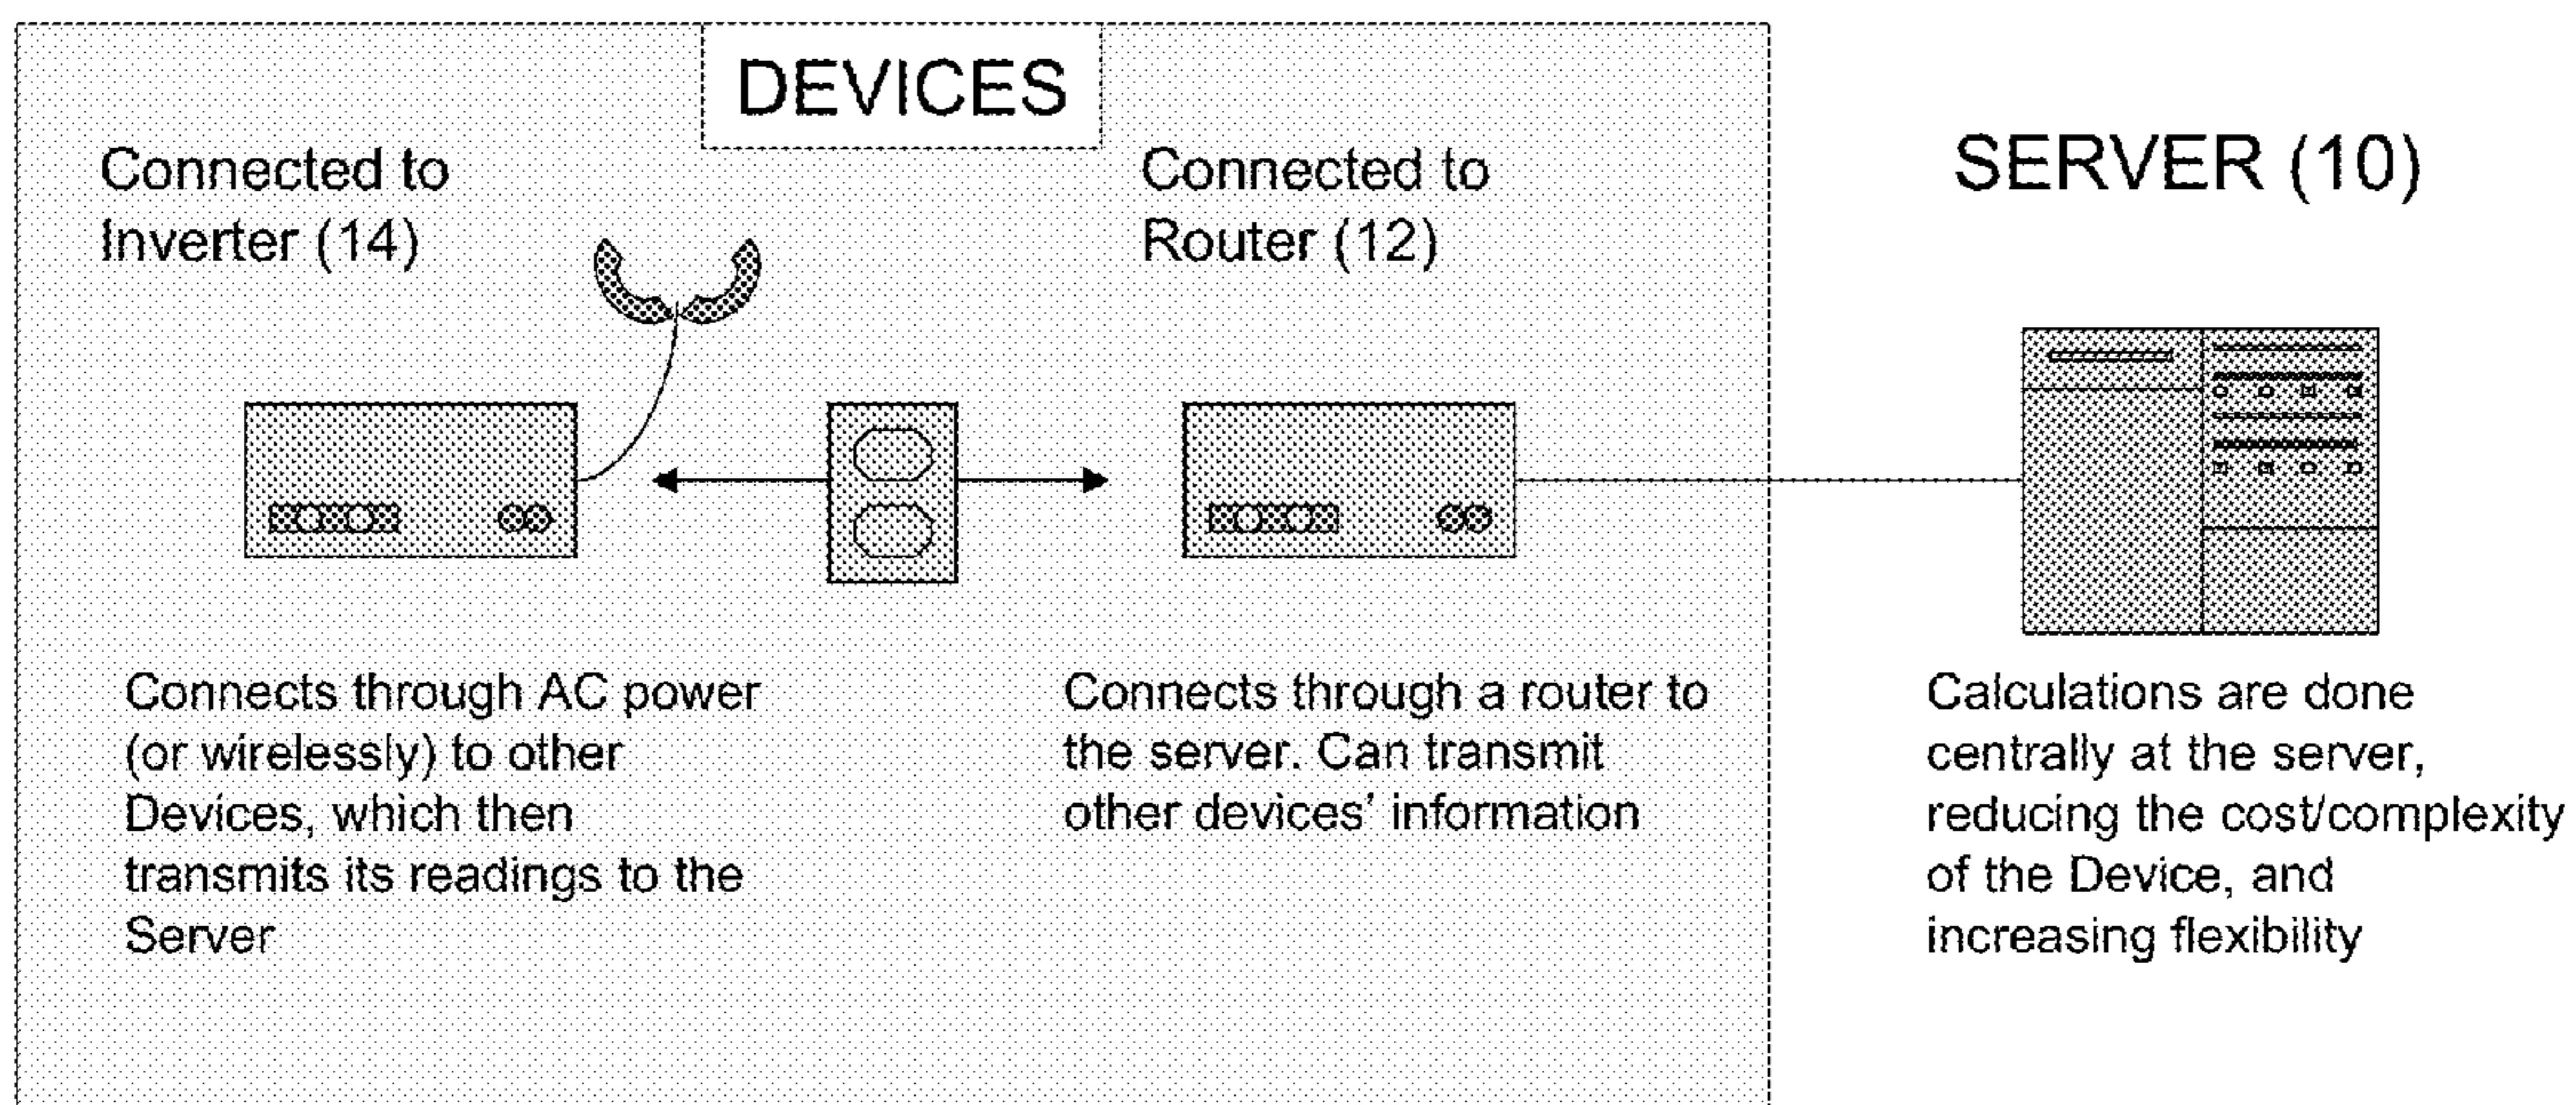 DEVICES
Connected to
Inverter (14)
Connected to
Router (12)
SERVER (10)
Connects through AC power
(or wirelessly) to other
Devices, which then
transmits its readings to the
Server
Connects through a router to
the server. Can transmit
other devices’ information
Calculations are done
centrally at the server,
reducing the cost/complexity
of the Device, and
increasing flexibility